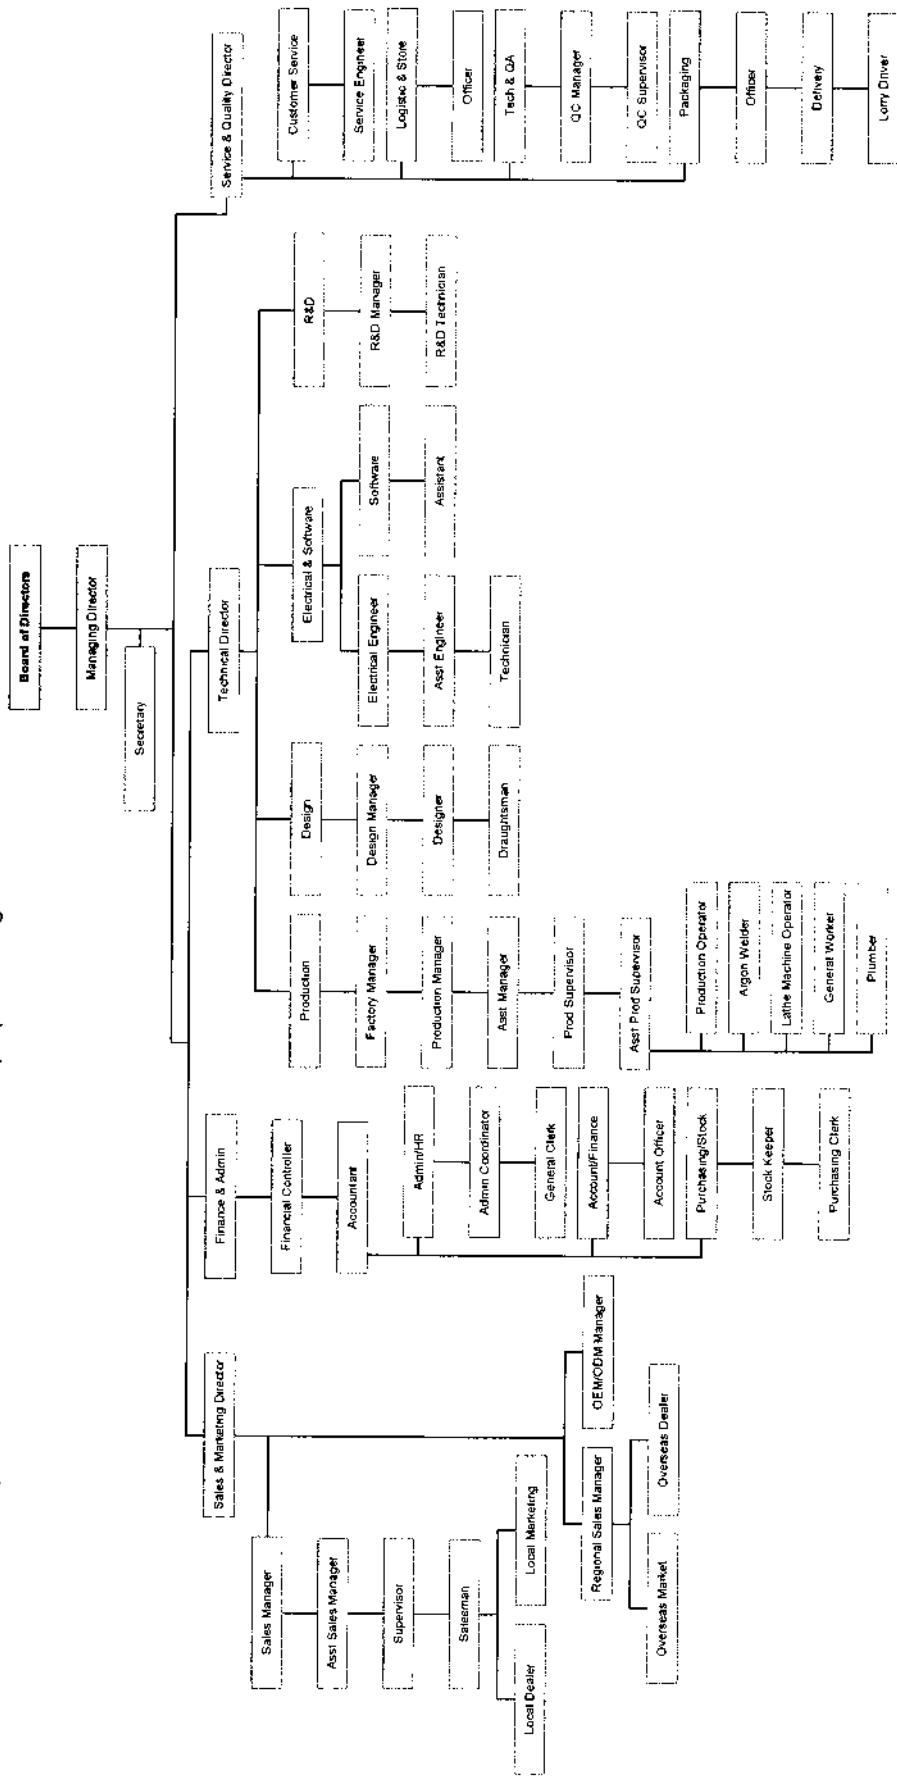 Board of Directors
Managing Director
Secretary
Sales & Marketing Director
Finance & Admin
Technical Director
Service & Quality Director
Sales Manager
Asst Sales Manager
Supervisor
Salesman
Local Dealer
Local Marketing
Regional Sales Manager
OEM/ODM Manager
Overseas Market
Overseas Dealer
Financial Controller
Accountant
Admin/HR
Admin Coordinator
General Clerk
Account/Finance
Account Officer
Purchasing/Stock
Stock Keeper
Purchasing Clerk
Production
Factory Manager
Production Manager
Asst Manager
Prod Supervisor
Asst Prod Supervisor
Production Operator
Argon Welder
Lathe Machine Operator
General Worker
Plumber
Design
Design Manager
Designer
Draughtsman
Electrical & Software
Electrical Engineer
Asst Engineer
Technician
Software
Assistant
R&D
R&D Manager
R&D Technician
Customer Service
Service Engineer
Logistic & Store
Officer
Tech & QA
QC Manager
QC Supervisor
Packaging
Officer
Delivery
Lorry Driver